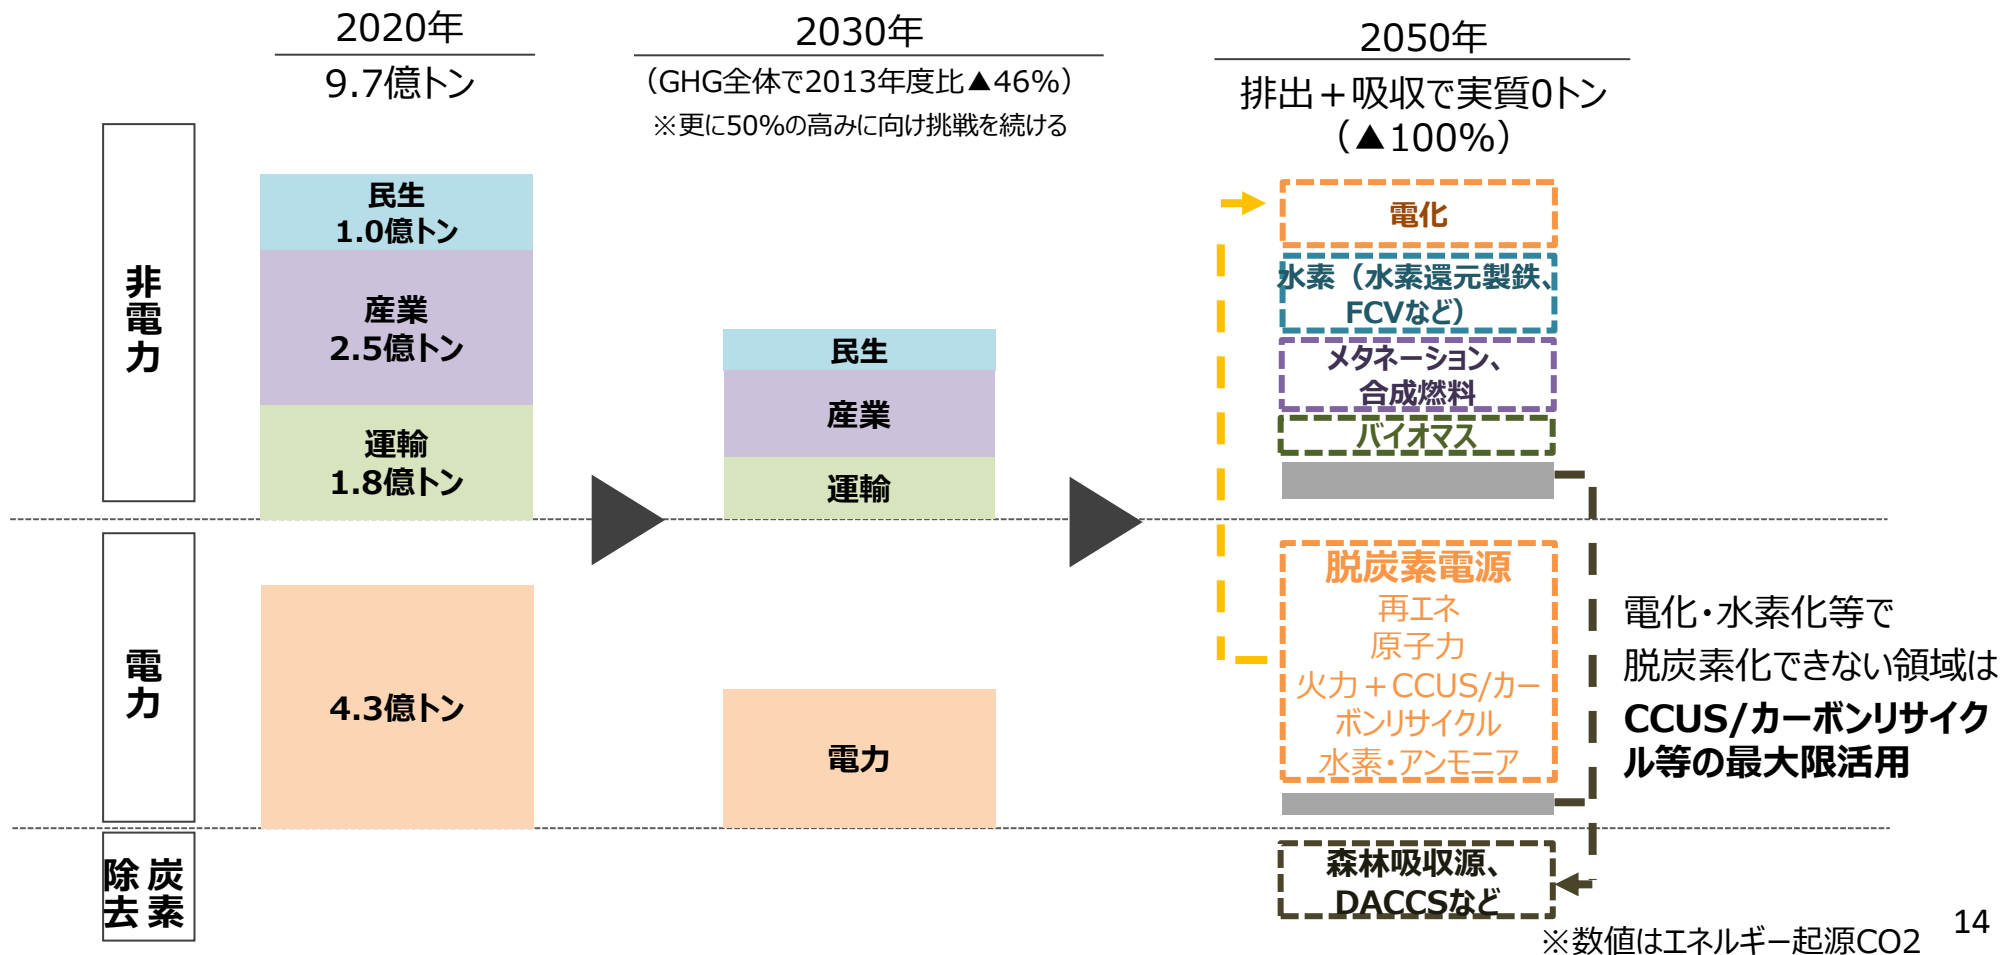 2020年
9.7億トン
2030年
（GHG全体で2013年度比▲46%）
※更に50%の高みに向け挑戦を続ける
2050年
排出＋吸収で実質0トン
（▲100%）
非電力
民生
1.0億トン
産業
2.5億トン
運輸
1.8億トン
民生
産業
運輸
電化
水素（水素還元製鉄、
FCVなど）
メタネーション、
合成燃料
バイオマス
電力
4.3億トン
電力
脱炭素電源
再エネ
原子力
火力＋CCUS/カー
ボンリサイクル
水素・アンモニア
電化・水素化等で
脱炭素化できない領域は
CCUS/カーボンリサイク
ル等の最大限活用
炭素
除去
森林吸収源、
DACCSなど
※数値はエネルギー起源CO2
14